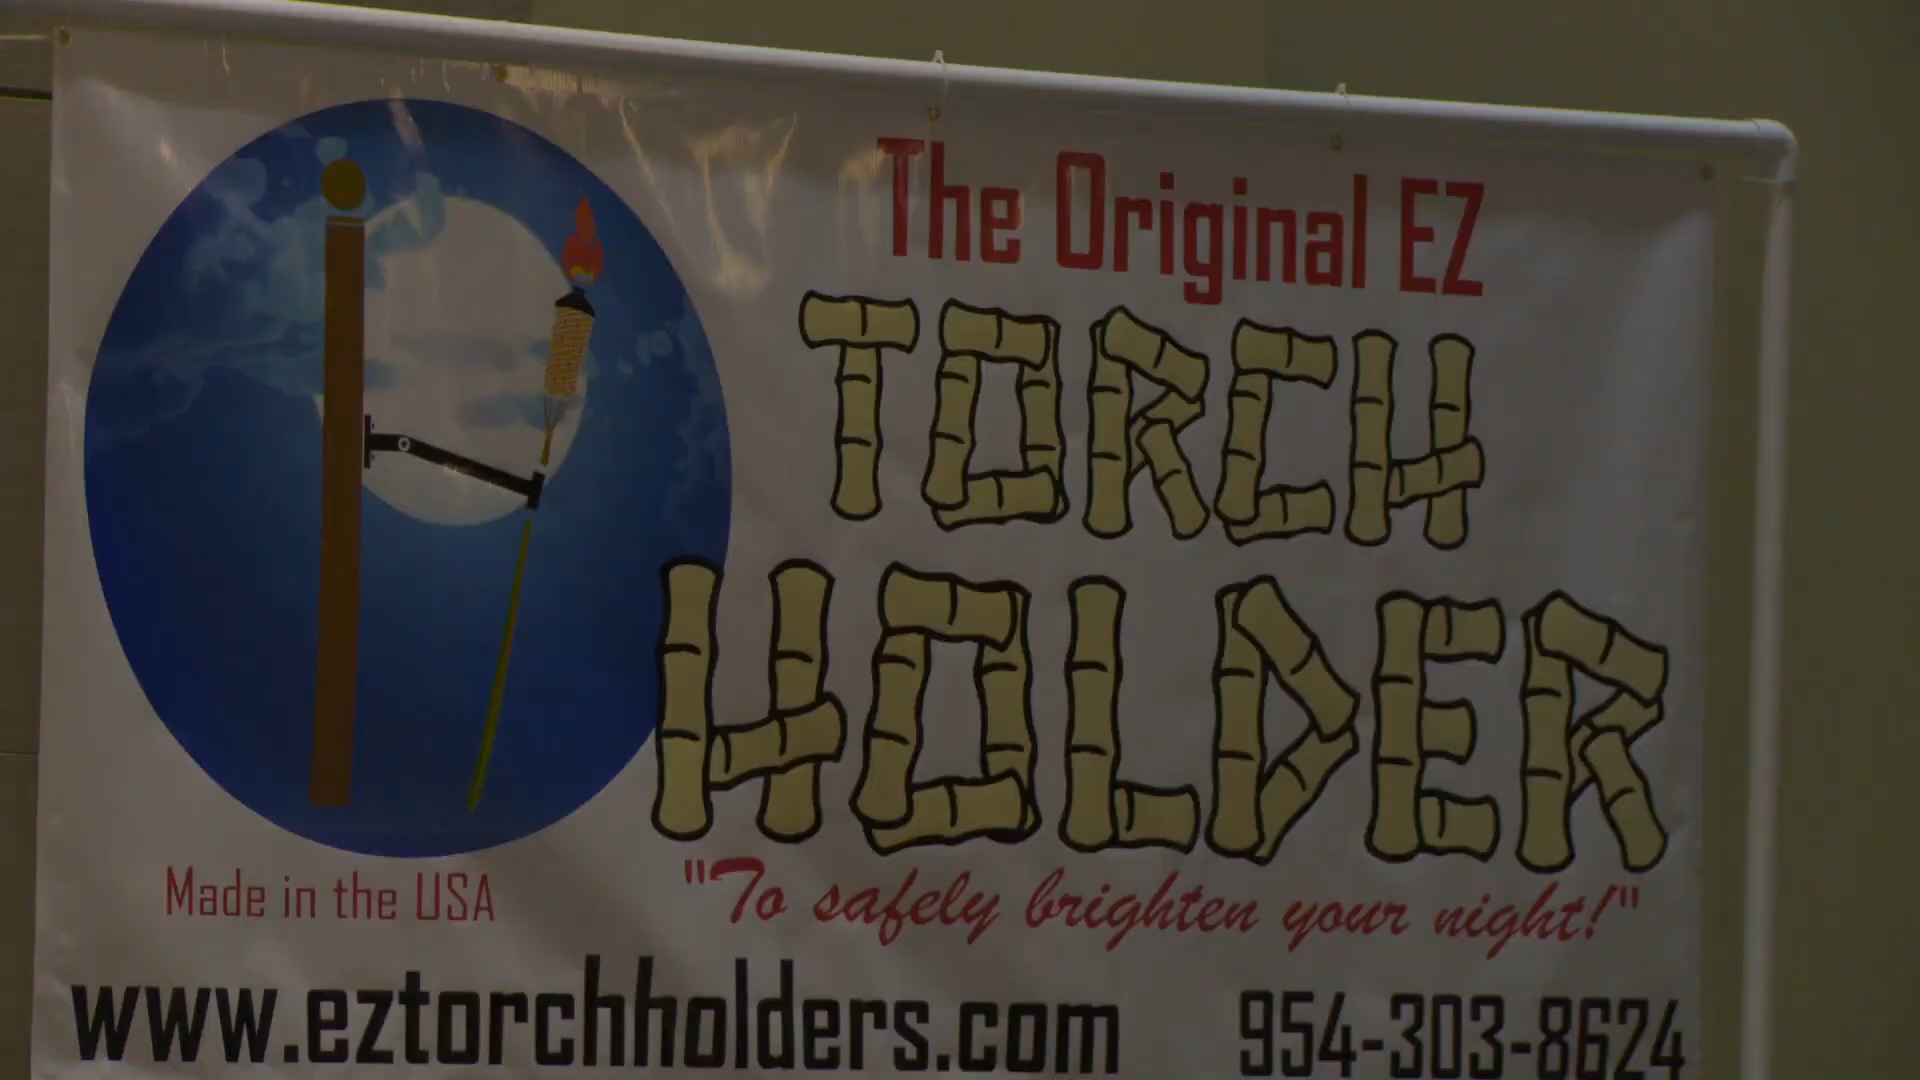 The Original EZ
TORCH
HOLDER
Made in the USA
"To safely brighten your night!"
www.eztorchholders.com
954-303-8624